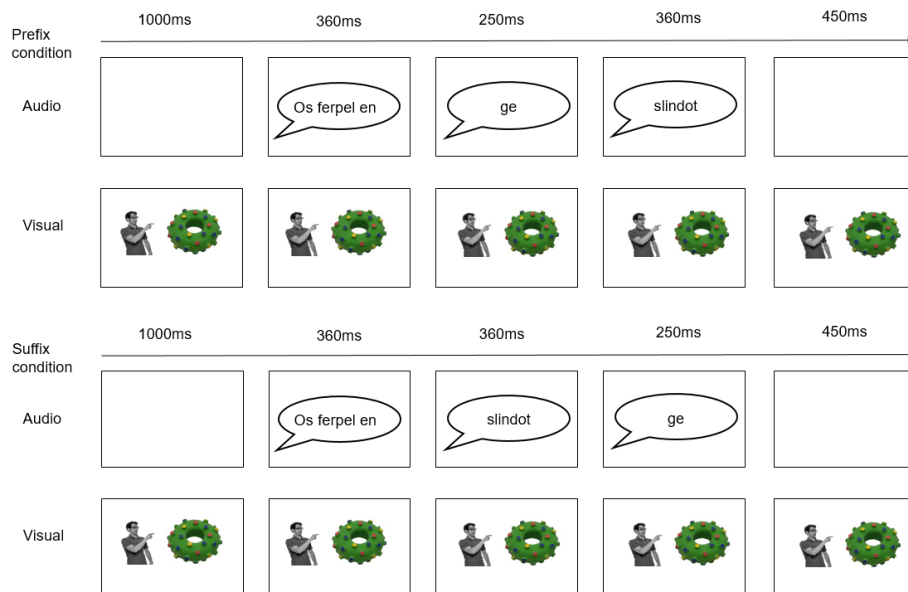 1000ms 360ms 250ms 360ms 450ms
Prefix
condition
Audio
Os ferpel en ge slindot
Visual
1000ms 360ms 360ms 250ms 450ms
Suffix
condition
Audio
Os ferpel en slindot ge
Visual